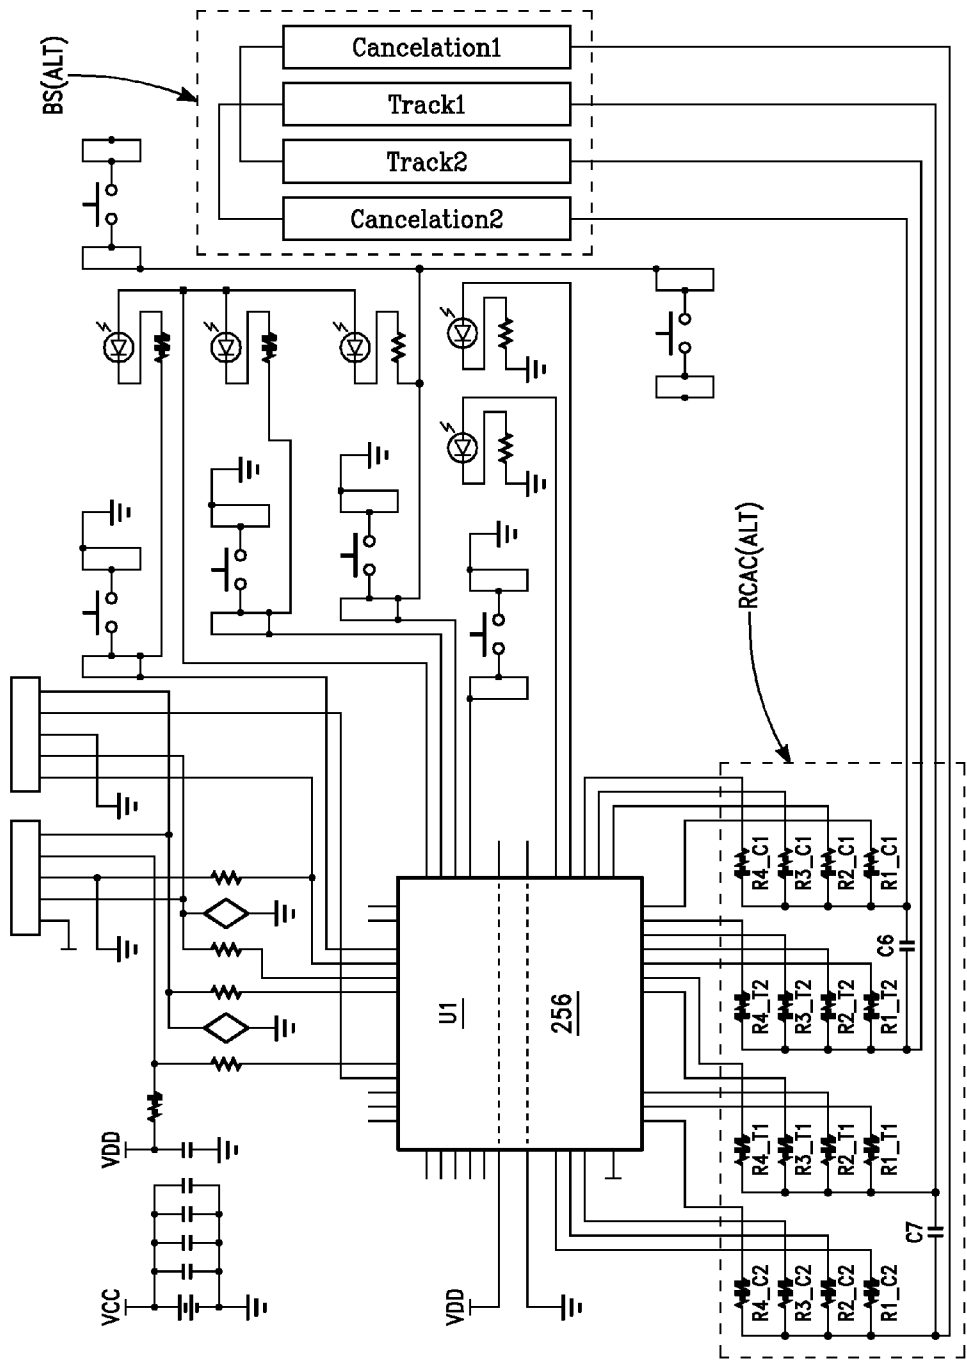 BS(ALT)
Cancelation1
Track1
Track2
Cancelation2
RCAC(ALT)
U1
256
R4_C1
R3_C1
R2_C1
R1_C1
C6
R4_T2
R3_T2
R2_T2
R1_T2
R4_T1
R3_T1
R2_T1
R1_T1
C7
R4_C2
R3_C2
R2_C2
R1_C2
VDD
VCC
VDD